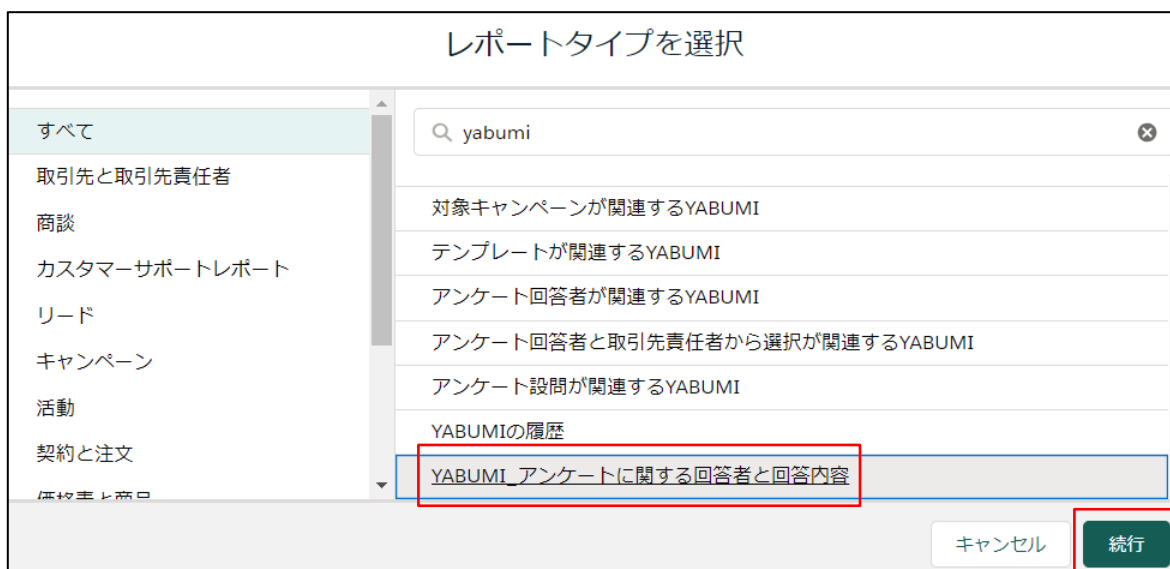 レポートタイプを選択
すべて
取引先と取引先責任者
商談
カスタマーサポートレポート
リード
キャンペーン
活動
契約と注文
価格表と商品
yabumi
対象キャンペーンが関連するYABUMI
テンプレートが関連するYABUMI
アンケート回答者が関連するYABUMI
アンケート回答者と取引先責任者から選択が関連するYABUMI
アンケート設問が関連するYABUMI
YABUMIの履歴
YABUMI_アンケートに関する回答者と回答内容
キャンセル
続行